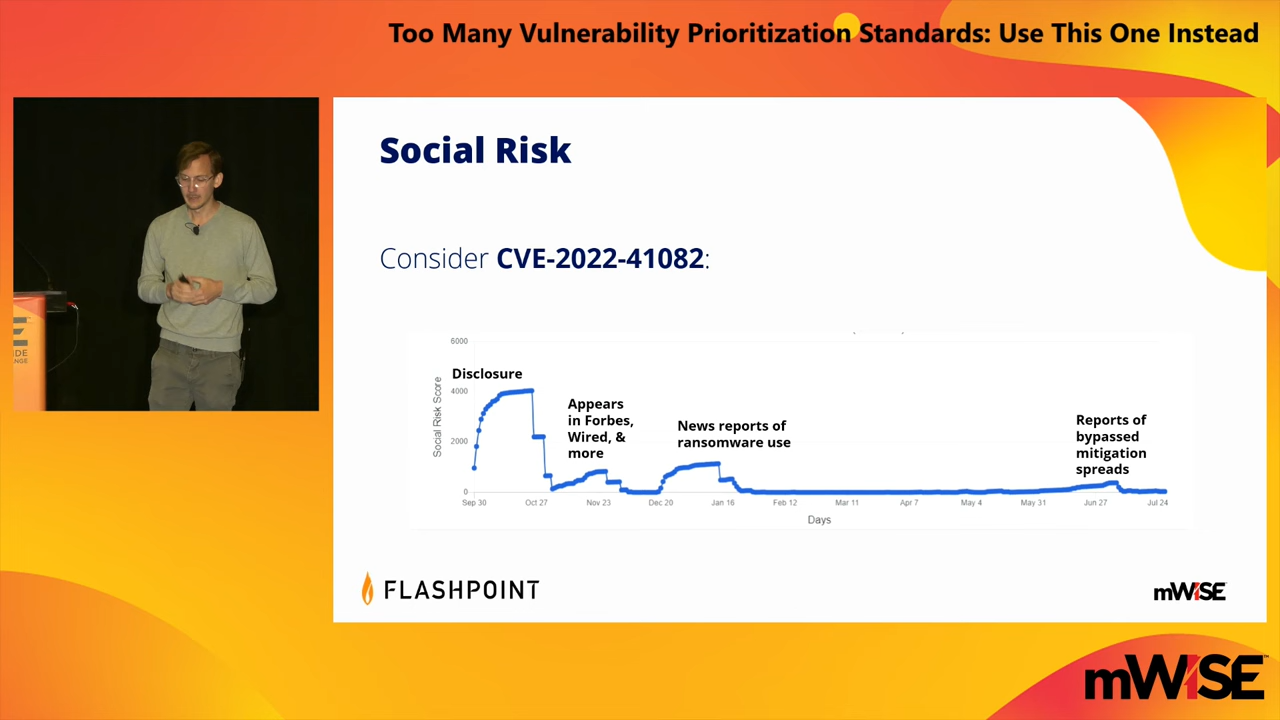 Too Many Vulnerability Prioritization Standards: Use This One Instead
Social Risk
Consider CVE-2022-41082:
6000
4000
2000
0
Social Risk Score
Disclosure
Appears
in Forbes,
Wired, &
more
News reports of
ransomware use
Reports of
bypassed
mitigation
spreads
Sep 30 Oct 27 Nov 23 Dec 20 Jan 16 Feb 12 Mar 11 Apr 7 May 4 May 31 Jun 27 Jul 24
Days
FLASHPOINT
mWISE
mWISE™